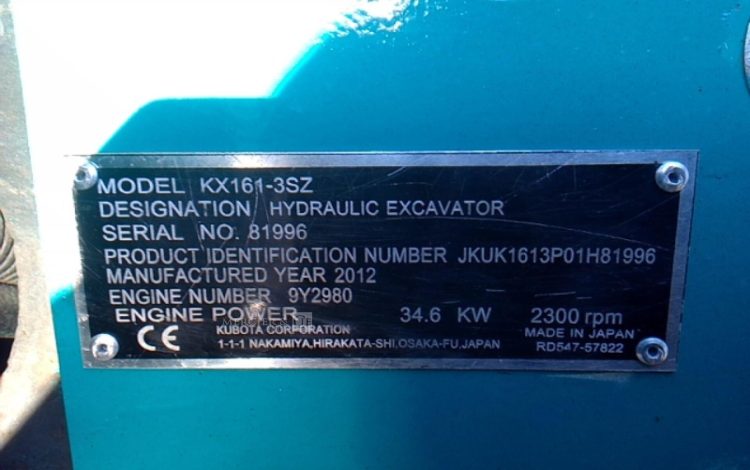 MODEL KX161-3SZ
DESIGNATION HYDRAULIC EXCAVATOR
SERIAL NO. 81996
PRODUCT IDENTIFICATION NUMBER JKUK1613P01H81996
MANUFACTURED YEAR 2012
ENGINE NUMBER 9Y2980
ENGINE POWER 34.6 KW 2300 rpm
CE KUBOTA CORPORATION MADE IN JAPAN
1-1-1 NAKAMIYA,HIRAKATA-SHI,OSAKA-FU,JAPAN RD547-57822